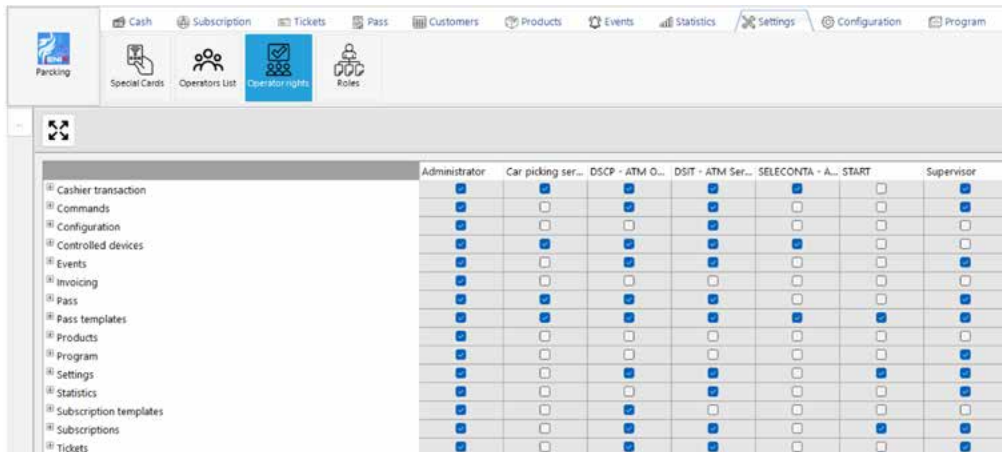 Cash Subscription Tickets Pass Customers Products Events Statistics Settings Configuration Program
Parcking
Special Cards Operators List Operator rights Roles
Administrator Car picking ser... DSCP - ATM O... DSIT - ATM Ser... SELECONTA - A... START Supervisor
Cashier transaction
Commands
Configuration
Controlled devices
Events
Invoicing
Pass
Pass templates
Products
Program
Settings
Statistics
Subscription templates
Subscriptions
Tickets